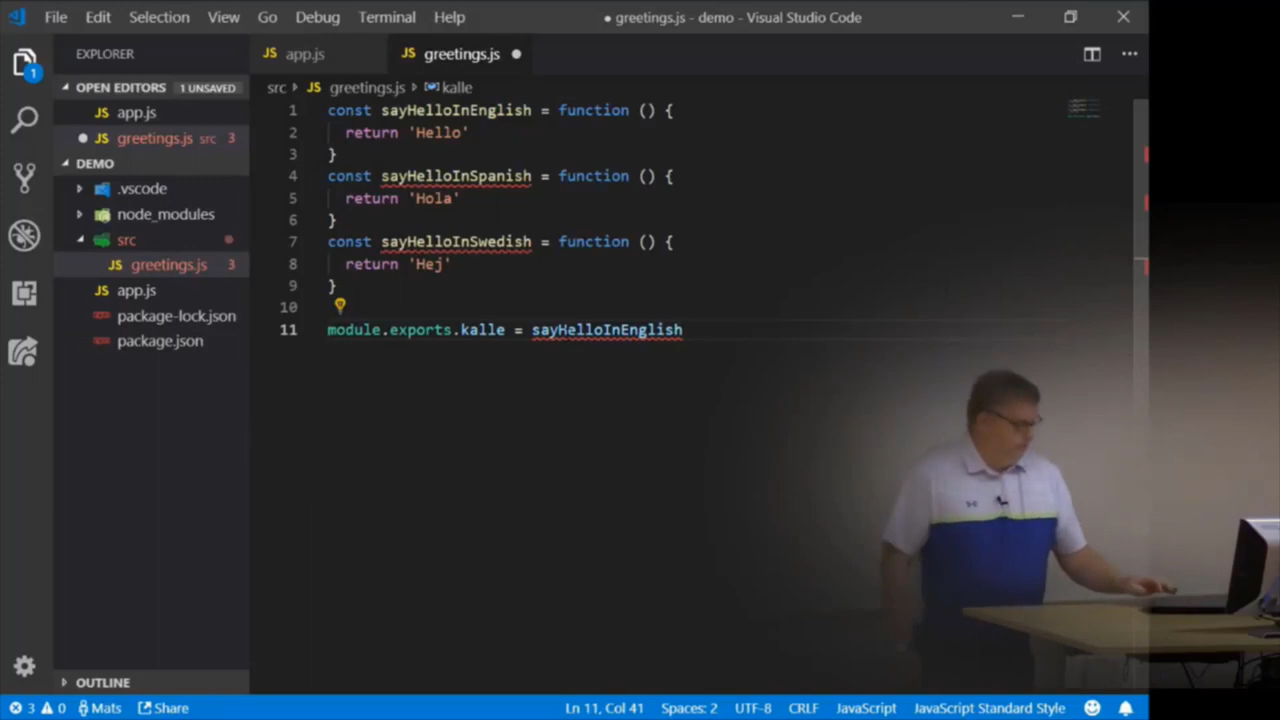 File Edit Selection View Go Debug Terminal Help
● greetings.js - demo - Visual Studio Code
EXPLORER
JS app.js
JS greetings.js ●
OPEN EDITORS 1 UNSAVED
JS app.js
● JS greetings.js src 3
DEMO
.vscode
node_modules
src
JS greetings.js 3
JS app.js
package-lock.json
package.json
OUTLINE
1
src JS greetings.js kalle
1 const sayHelloInEnglish = function () {
2 return 'Hello'
3 }
4 const sayHelloInSpanish = function () {
5 return 'Hola'
6 }
7 const sayHelloInSwedish = function () {
8 return 'Hej'
9 }
10
11 module.exports.kalle = sayHelloInEnglish
3 0 Mats Share
Ln 11, Col 41 Spaces: 2 UTF-8 CRLF JavaScript JavaScript Standard Style